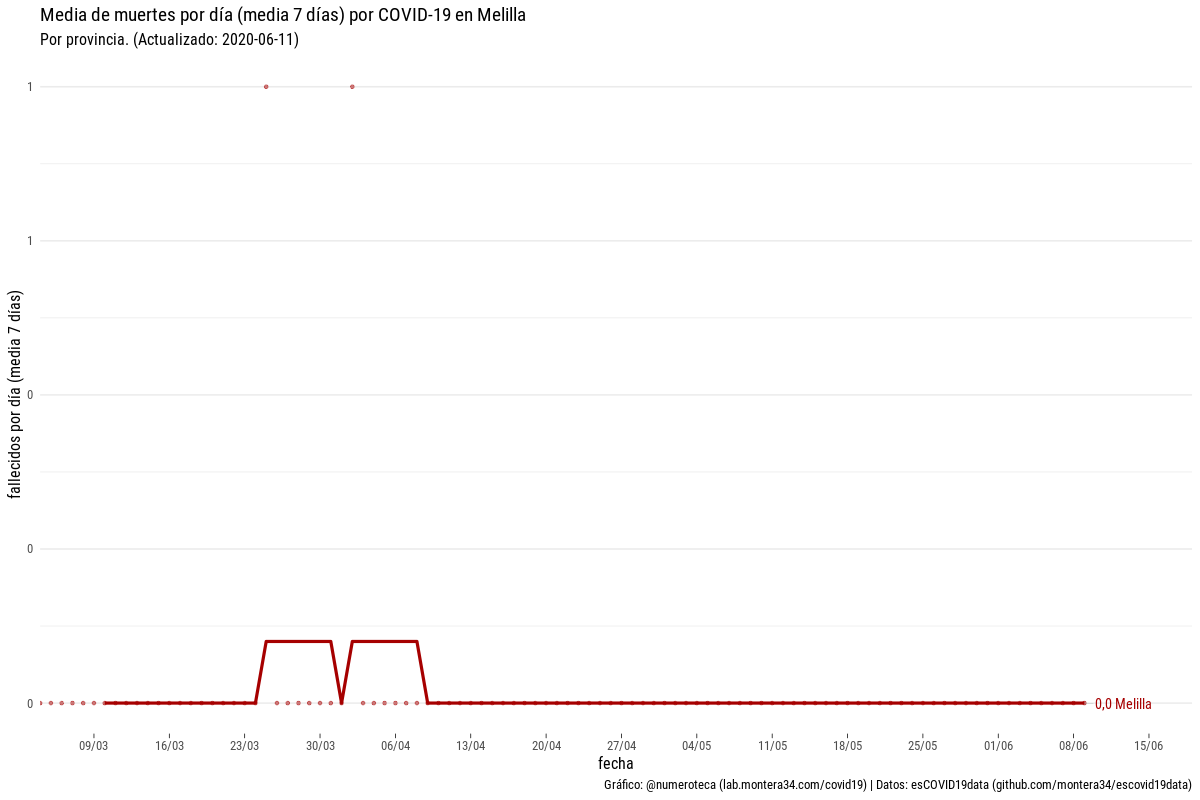 Media de muertes por día (media 7 días) por COVID-19 en Melilla
Por provincia. (Actualizado: 2020-06-11)
fallecidos por día (media 7 días)
1
1
0
0
0
0,0 Melilla
09/03 16/03 23/03 30/03 06/04 13/04 20/04 27/04 04/05 11/05 18/05 25/05 01/06 08/06 15/06
fecha
Gráfico: @numeroteca (lab.montera34.com/covid19) | Datos: esCOVID19data (github.com/montera34/escovid19data)